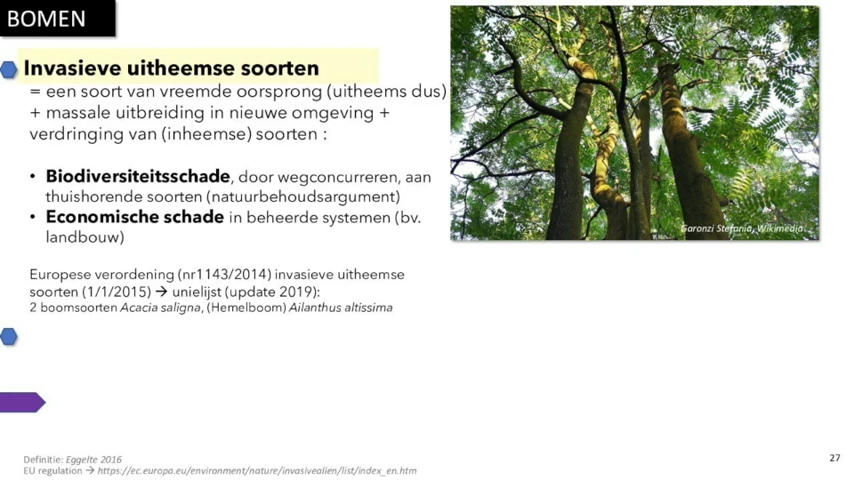 BOMEN
Invasieve uitheemse soorten
= een soort van vreemde oorsprong (uitheems dus)
+ massale uitbreiding in nieuwe omgeving +
verdringing van (inheemse) soorten :
• Biodiversiteitsschade, door wegconcurreren, aan
thuishorende soorten (natuurbehoudsargument)
• Economische schade in beheerde systemen (bv.
landbouw)
Europese verordening (nr1143/2014) invasieve uitheemse
soorten (1/1/2015) → unielijst (update 2019):
2 boomsoorten Acacia saligna, (Hemelboom) Ailanthus altissima
Garonzi Stefania, Wikimedia
Definitie: Eggelte 2016
EU regulation → https://ec.europa.eu/environment/nature/invasivealien/list/index_en.htm
27